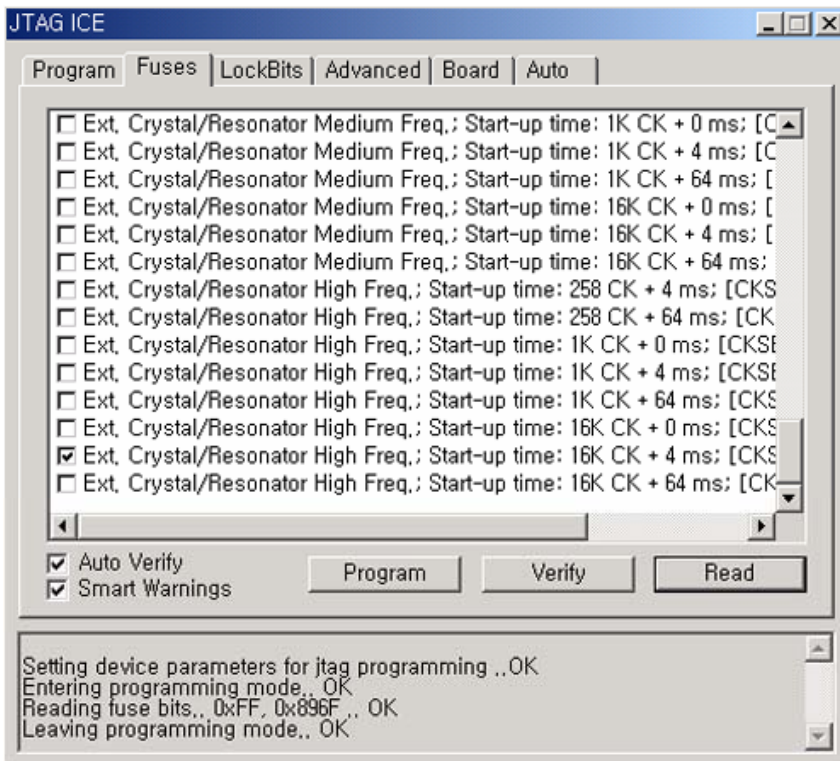 JTAG ICE
Program Fuses LockBits Advanced Board Auto
Ext. Crystal/Resonator Medium Freq.; Start-up time: 1K CK + 0 ms; [C
Ext. Crystal/Resonator Medium Freq.; Start-up time: 1K CK + 4 ms; [C
Ext. Crystal/Resonator Medium Freq.; Start-up time: 1K CK + 64 ms; [
Ext. Crystal/Resonator Medium Freq.; Start-up time: 16K CK + 0 ms; [
Ext. Crystal/Resonator Medium Freq.; Start-up time: 16K CK + 4 ms; [
Ext. Crystal/Resonator Medium Freq.; Start-up time: 16K CK + 64 ms;
Ext. Crystal/Resonator High Freq.; Start-up time: 258 CK + 4 ms; [CKS
Ext. Crystal/Resonator High Freq.; Start-up time: 258 CK + 64 ms; [CK
Ext. Crystal/Resonator High Freq.; Start-up time: 1K CK + 0 ms; [CKSE
Ext. Crystal/Resonator High Freq.; Start-up time: 1K CK + 4 ms; [CKSE
Ext. Crystal/Resonator High Freq.; Start-up time: 1K CK + 64 ms; [CKS
Ext. Crystal/Resonator High Freq.; Start-up time: 16K CK + 0 ms; [CKS
Ext. Crystal/Resonator High Freq.; Start-up time: 16K CK + 4 ms; [CKS
Ext. Crystal/Resonator High Freq.; Start-up time: 16K CK + 64 ms; [CK
Auto Verify
Smart Warnings
Program Verify Read
Setting device parameters for jtag programming ..OK
Entering programming mode.. OK
Reading fuse bits.. 0xFF, 0x896F .. OK
Leaving programming mode.. OK